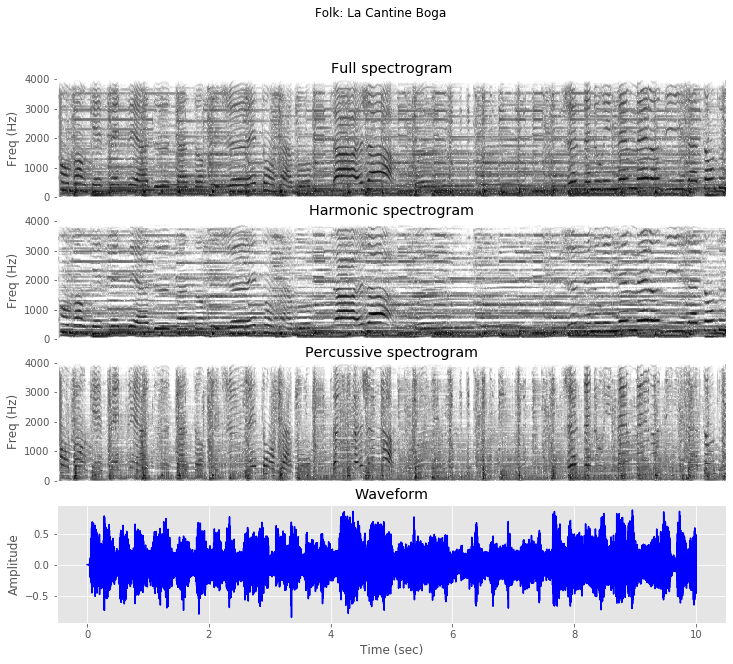 Folk: La Cantine Boga
Full spectrogram
4000
3000
2000
1000
0
Freq (Hz)
Harmonic spectrogram
4000
3000
2000
1000
0
Freq (Hz)
Percussive spectrogram
4000
3000
2000
1000
0
Freq (Hz)
Waveform
0.5
0.0
−0.5
Amplitude
0 2 4 6 8 10
Time (sec)